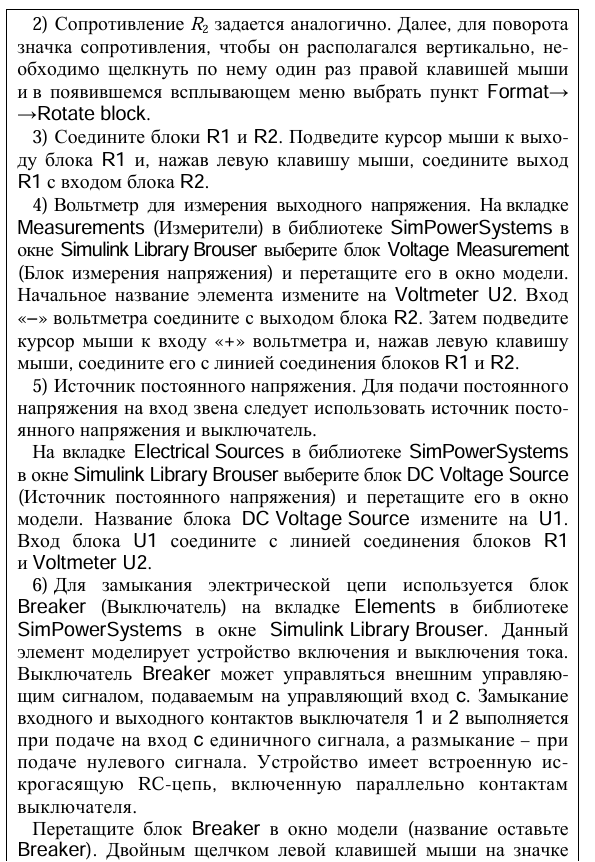 2) Сопротивление R2 задается аналогично. Далее, для поворота
значка сопротивления, чтобы он располагался вертикально, не-
обходимо щелкнуть по нему один раз правой клавишей мыши
и в появившемся всплывающем меню выбрать пункт Format→
→Rotate block.
3) Соедините блоки R1 и R2. Подведите курсор мыши к выхо-
ду блока R1 и, нажав левую клавишу мыши, соедините выход
R1 с входом блока R2.
4) Вольтметр для измерения выходного напряжения. На вкладке
Measurements (Измерители) в библиотеке SimPowerSystems в
окне Simulink Library Brouser выберите блок Voltage Measurement
(Блок измерения напряжения) и перетащите его в окно модели.
Начальное название элемента измените на Voltmeter U2. Вход
«–» вольтметра соедините с выходом блока R2. Затем подведите
курсор мыши к входу «+» вольтметра и, нажав левую клавишу
мыши, соедините его с линией соединения блоков R1 и R2.
5) Источник постоянного напряжения. Для подачи постоянного
напряжения на вход звена следует использовать источник посто-
янного напряжения и выключатель.
На вкладке Electrical Sources в библиотеке SimPowerSystems
в окне Simulink Library Brouser выберите блок DC Voltage Source
(Источник постоянного напряжения) и перетащите его в окно
модели. Название блока DC Voltage Source измените на U1.
Вход блока U1 соедините с линией соединения блоков R1
и Voltmeter U2.
6) Для замыкания электрической цепи используется блок
Breaker (Выключатель) на вкладке Elements в библиотеке
SimPowerSystems в окне Simulink Library Brouser. Данный
элемент моделирует устройство включения и выключения тока.
Выключатель Breaker может управляться внешним управляю-
щим сигналом, подаваемым на управляющий вход с. Замыкание
входного и выходного контактов выключателя 1 и 2 выполняется
при подаче на вход с единичного сигнала, а размыкание – при
подаче нулевого сигнала. Устройство имеет встроенную ис-
крогасящую RC-цепь, включенную параллельно контактам
выключателя.
Перетащите блок Breaker в окно модели (название оставьте
Breaker). Двойным щелчком левой клавишей мыши на значке